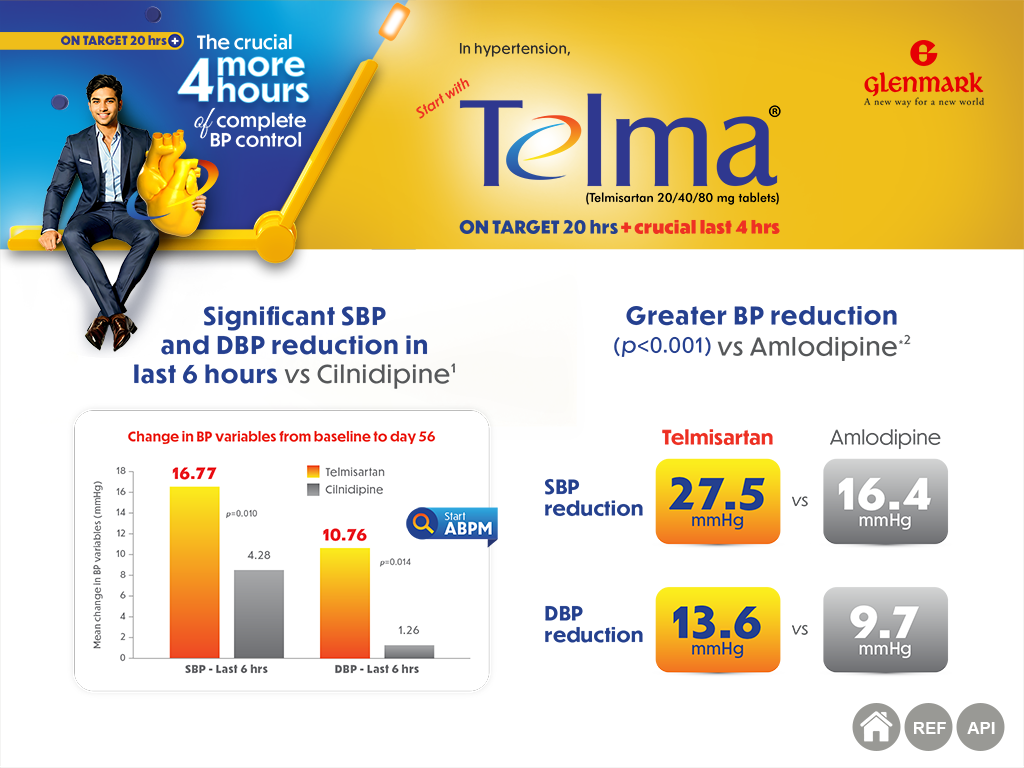 ON TARGET 20 hrs +
The crucial
4 more
hours
of complete
BP control
In hypertension,
Start with
Telma®
(Telmisartan 20/40/80 mg tablets)
ON TARGET 20 hrs + crucial last 4 hrs
Glenmark
A new way for a new world
Significant SBP
and DBP reduction in
last 6 hours vs Cilnidipine¹
Change in BP variables from baseline to day 56
Mean change in BP variables (mmHg)
18
16
14
12
10
8
6
4
2
0
16.77
p=0.010
4.28
10.76
p=0.014
1.26
Telmisartan
Cilnidipine
Start
ABPM
SBP - Last 6 hrs
DBP - Last 6 hrs
Greater BP reduction
(p<0.001) vs Amlodipine*²
Telmisartan
Amlodipine
SBP
reduction
27.5
mmHg
vs
16.4
mmHg
DBP
reduction
13.6
mmHg
vs
9.7
mmHg
REF
API